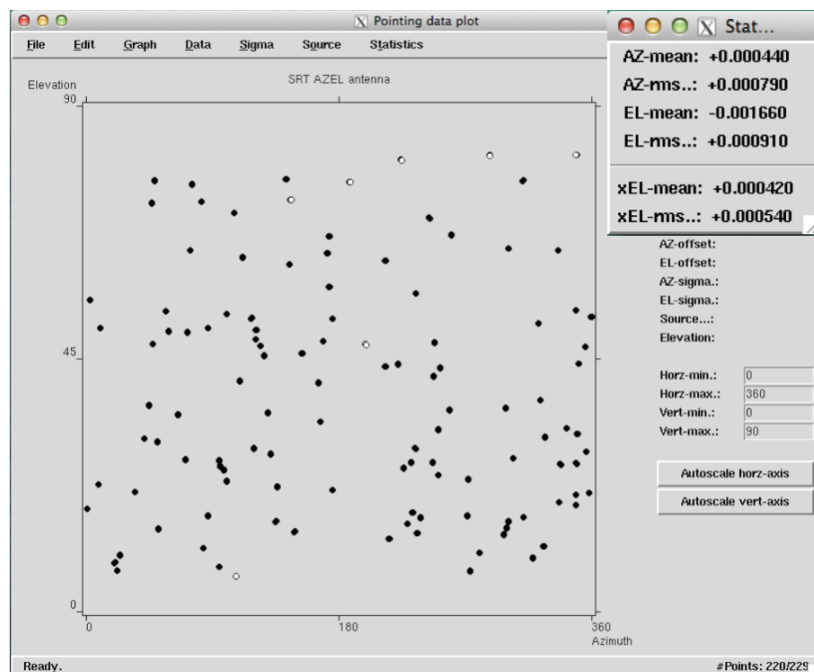 Pointing data plot
File Edit Graph Data Sigma Source Statistics
Elevation
SRT AZEL antenna
90
45
0
0 180 360
Azimuth
Stat...
AZ-mean: +0.000440
AZ-rms..: +0.000790
EL-mean: -0.001660
EL-rms..: +0.000910
xEL-mean: +0.000420
xEL-rms..: +0.000540
AZ-offset:
EL-offset:
AZ-sigma.:
EL-sigma.:
Source...:
Elevation:
Horz-min.: 0
Horz-max.: 360
Vert-min.: 0
Vert-max.: 90
Autoscale horz-axis
Autoscale vert-axis
Ready.
#Points: 220/229